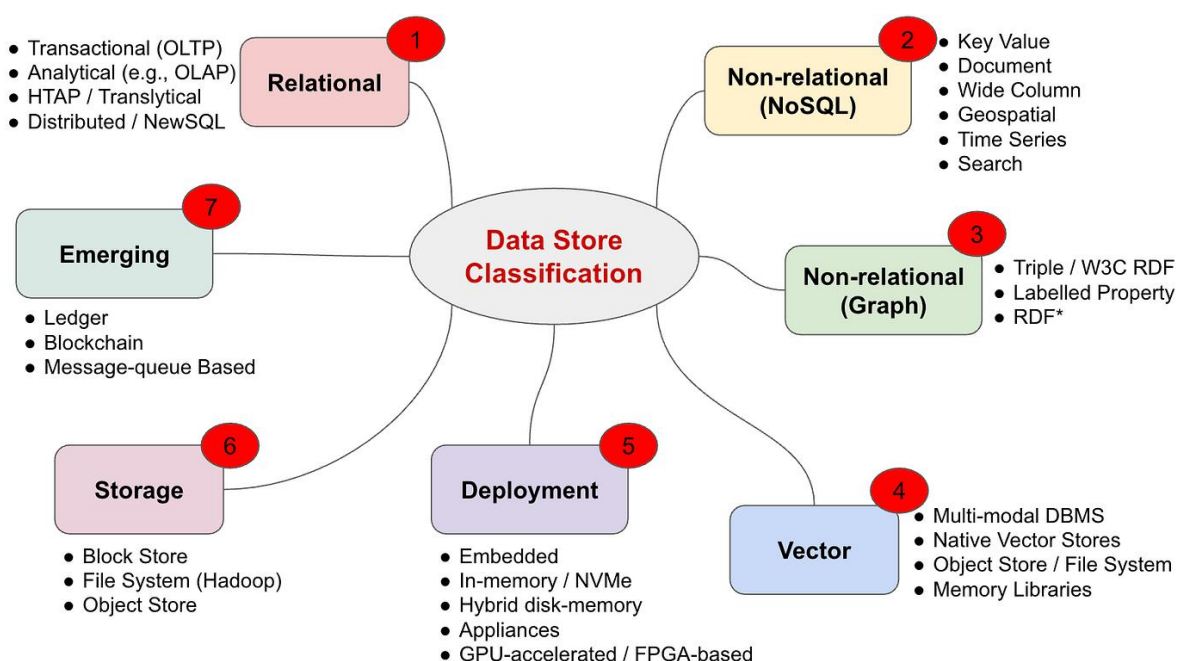 Data Store
Classification
1
Relational
● Transactional (OLTP)
● Analytical (e.g., OLAP)
● HTAP / Translytical
● Distributed / NewSQL
2
Non-relational
(NoSQL)
● Key Value
● Document
● Wide Column
● Geospatial
● Time Series
● Search
3
Non-relational
(Graph)
● Triple / W3C RDF
● Labelled Property
● RDF*
4
Vector
● Multi-modal DBMS
● Native Vector Stores
● Object Store / File System
● Memory Libraries
5
Deployment
● Embedded
● In-memory / NVMe
● Hybrid disk-memory
● Appliances
● GPU-accelerated / FPGA-based
6
Storage
● Block Store
● File System (Hadoop)
● Object Store
7
Emerging
● Ledger
● Blockchain
● Message-queue Based